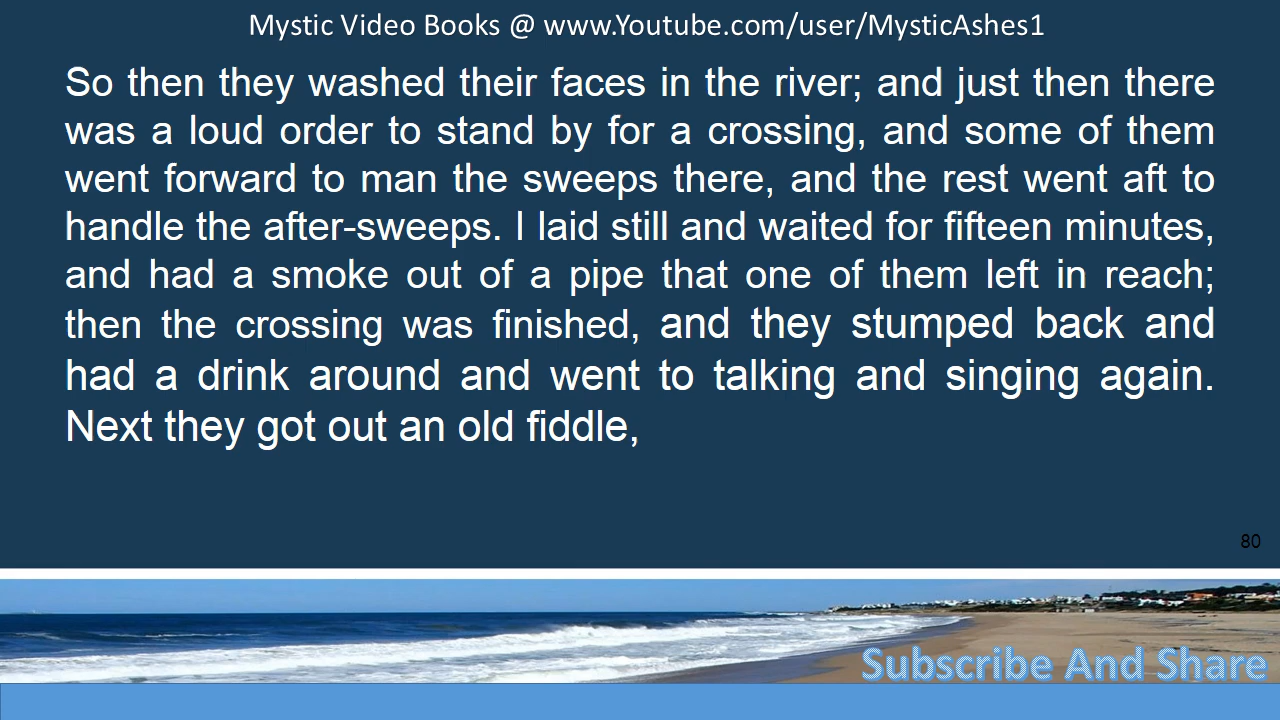 Mystic Video Books @ www.Youtube.com/user/MysticAshes1
So then they washed their faces in the river; and just then there
was a loud order to stand by for a crossing, and some of them
went forward to man the sweeps there, and the rest went aft to
handle the after-sweeps. I laid still and waited for fifteen minutes,
and had a smoke out of a pipe that one of them left in reach;
then the crossing was finished, and they stumped back and
had a drink around and went to talking and singing again.
Next they got out an old fiddle,
80
Subscribe And Share